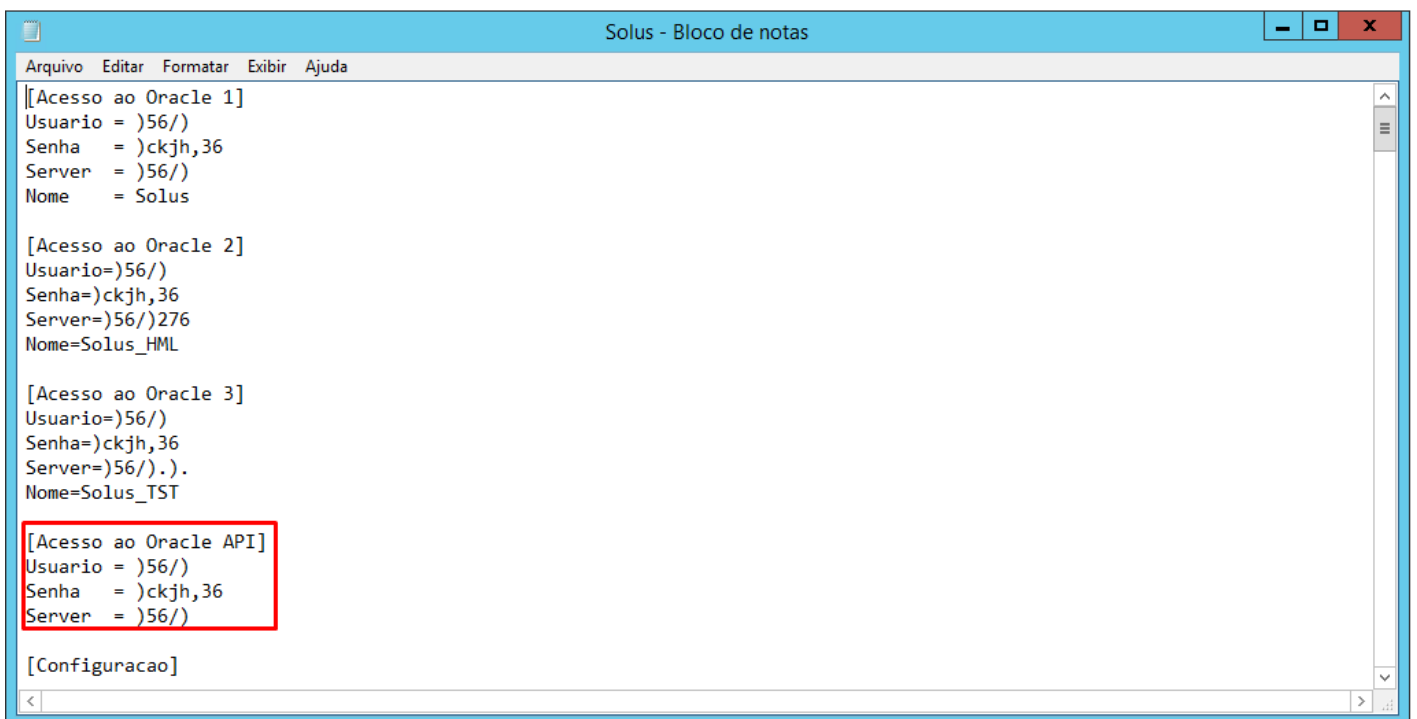 Solus - Bloco de notas
Arquivo Editar Formatar Exibir Ajuda
[Acesso ao Oracle 1]
Usuario = )56/)
Senha   = )ckjh,36
Server  = )56/)
Nome    = Solus
[Acesso ao Oracle 2]
Usuario=)56/)
Senha=)ckjh,36
Server=)56/)276
Nome=Solus_HML
[Acesso ao Oracle 3]
Usuario=)56/)
Senha=)ckjh,36
Server=)56/).).
Nome=Solus_TST
[Acesso ao Oracle API]
Usuario = )56/)
Senha   = )ckjh,36
Server  = )56/)
[Configuracao]